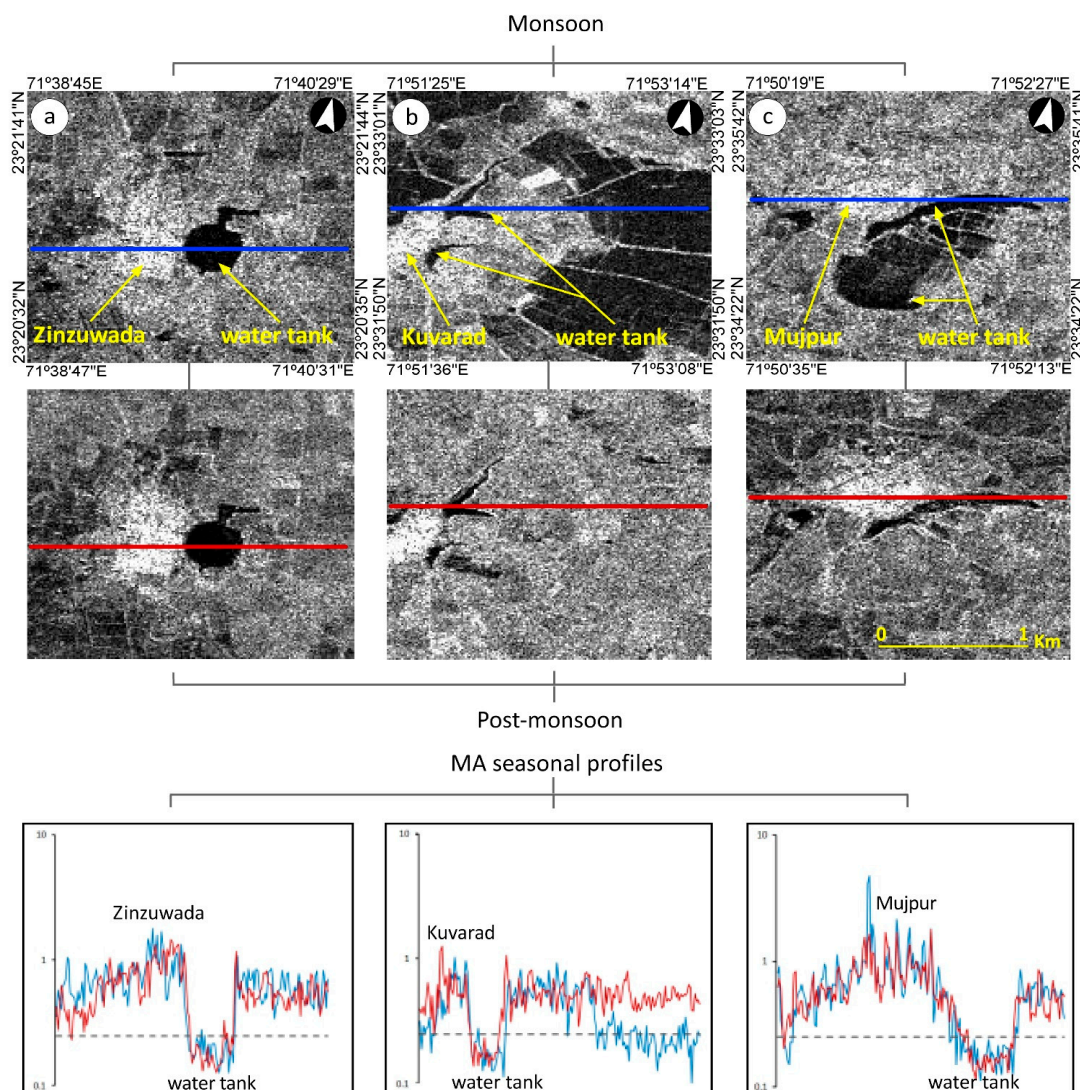 Monsoon
71º38'45E 71º40'29"E 71º51'25"E 71º53'14"E 71º50'19"E 71º52'27"E
a b c
23º21'41"N 23º21'44"N 23º33'01"N 23º33'03"N 23º35'42"N 23º35'41"N
23º20'32"N 23º20'35"N 23º31'50"N 23º31'50"N 23º34'22"N 23º34'22"N
Zinzuwada water tank Kuvarad water tank Mujpur water tank
71º38'47"E 71º40'31"E 71º51'36"E 71º53'08"E 71º50'35"E 71º52'13"E
0 1 Km
Post-monsoon
MA seasonal profiles
10 10 10
Zinzuwada Kuvarad Mujpur
1 1 1
0.1 0.1 0.1
water tank water tank water tank